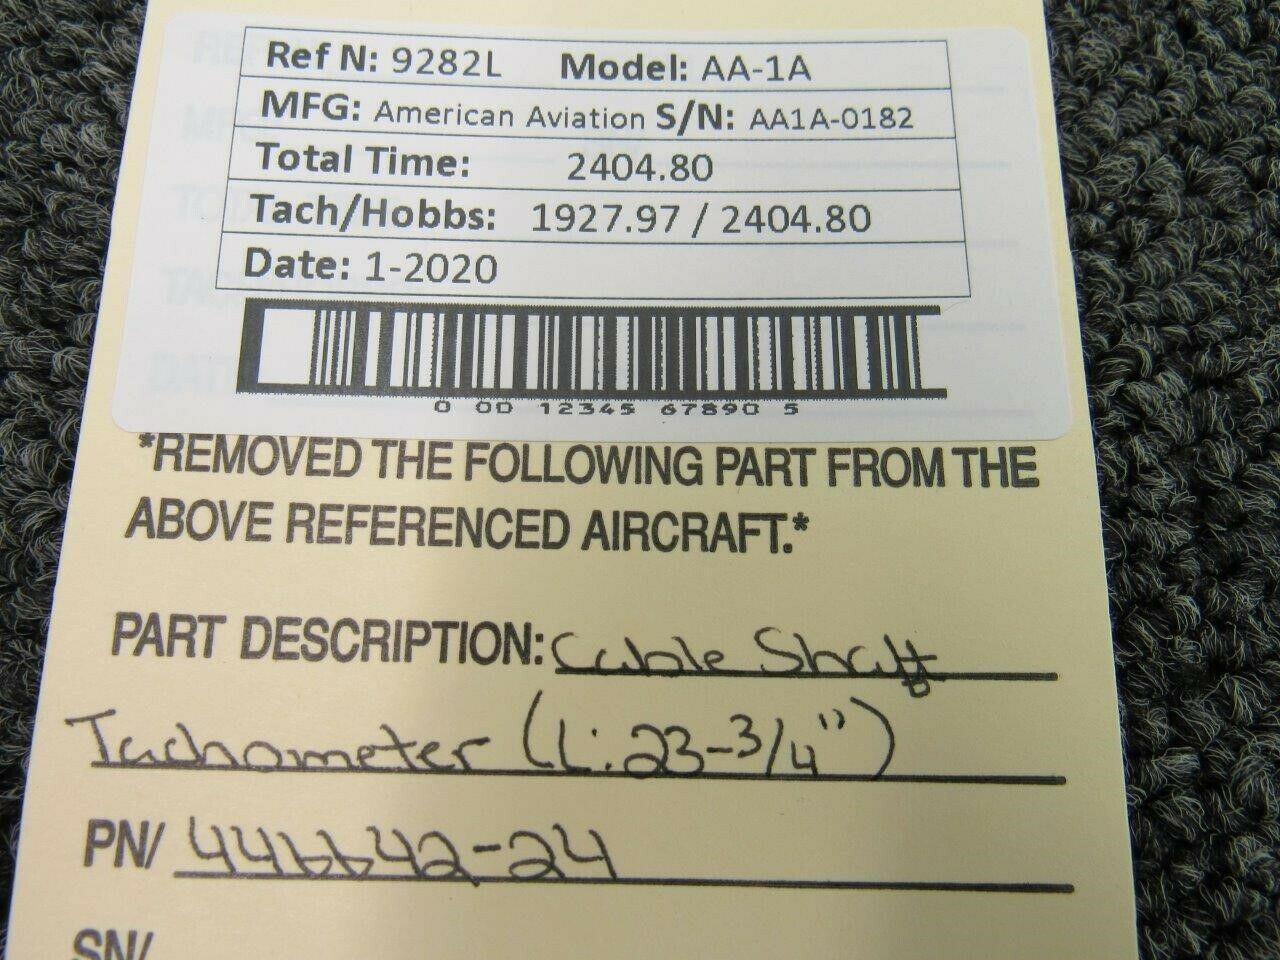 Ref N: 9282L Model: AA-1A
MFG: American Aviation S/N: AA1A-0182
Total Time: 2404.80
Tach/Hobbs: 1927.97 / 2404.80
Date: 1-2020
0 00 12345 67890 5
*REMOVED THE FOLLOWING PART FROM THE
ABOVE REFERENCED AIRCRAFT.*
PART DESCRIPTION: Cable Shaft
Tachometer (L: 23-3/4")
PN/ 446642-24
SN/